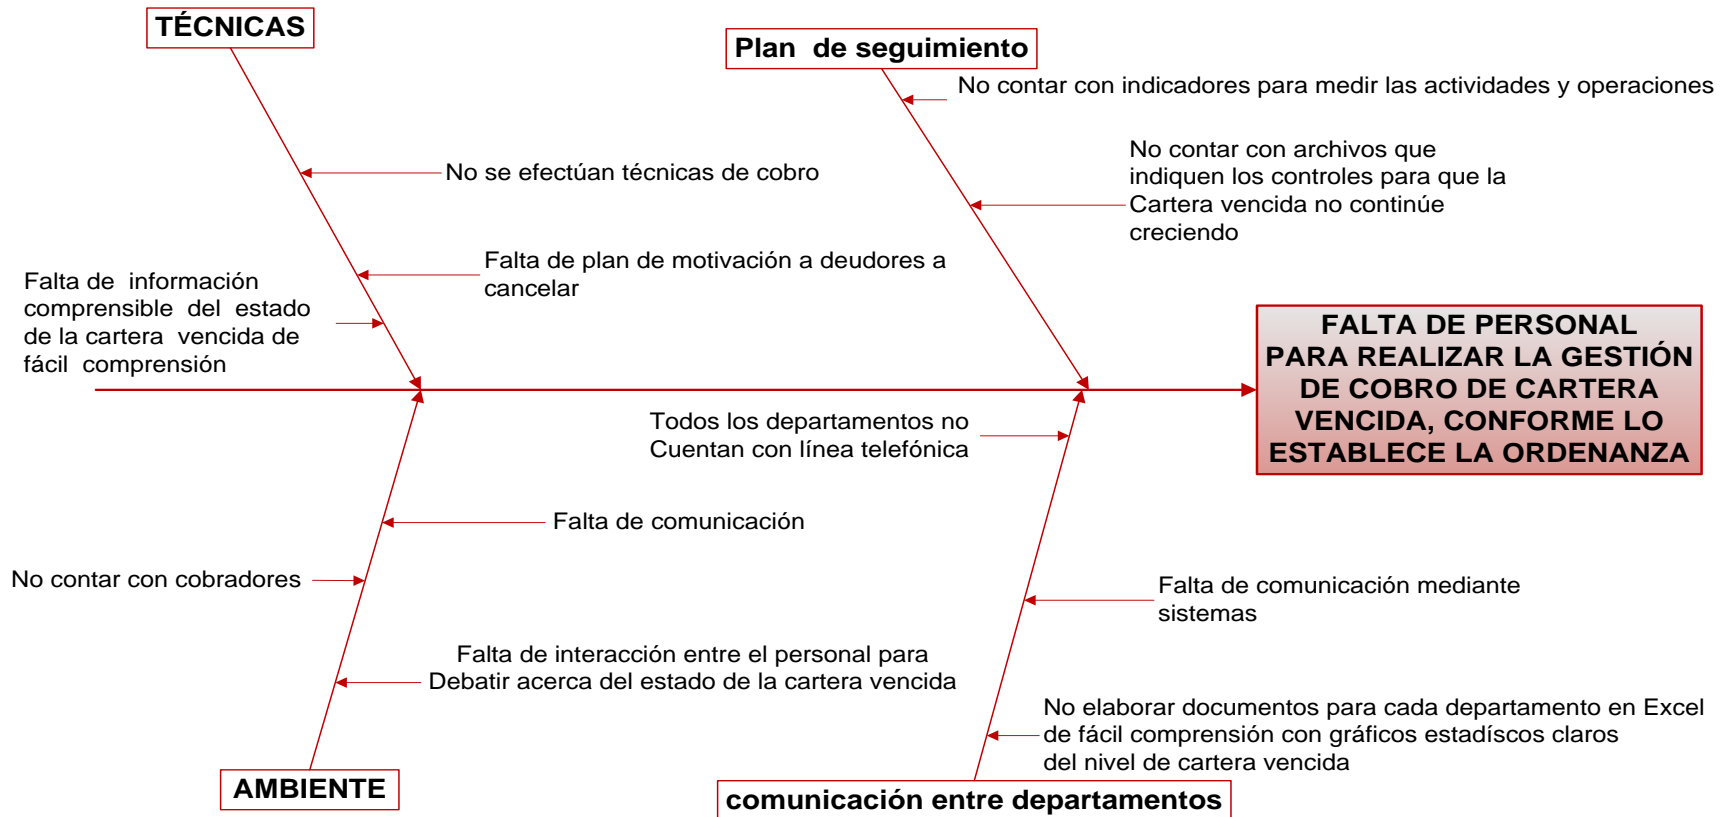 TÉCNICAS
Plan de seguimiento
No contar con indicadores para medir las actividades y operaciones
No se efectúan técnicas de cobro
No contar con archivos que
indiquen los controles para que la
Cartera vencida no continúe
creciendo
Falta de plan de motivación a deudores a
cancelar
Falta de información
comprensible del estado
de la cartera vencida de
fácil comprensión
FALTA DE PERSONAL
PARA REALIZAR LA GESTIÓN
DE COBRO DE CARTERA
VENCIDA, CONFORME LO
ESTABLECE LA ORDENANZA
Todos los departamentos no
Cuentan con línea telefónica
Falta de comunicación
No contar con cobradores
Falta de comunicación mediante
sistemas
Falta de interacción entre el personal para
Debatir acerca del estado de la cartera vencida
No elaborar documentos para cada departamento en Excel
de fácil comprensión con gráficos estadíscos claros
del nivel de cartera vencida
AMBIENTE
comunicación entre departamentos